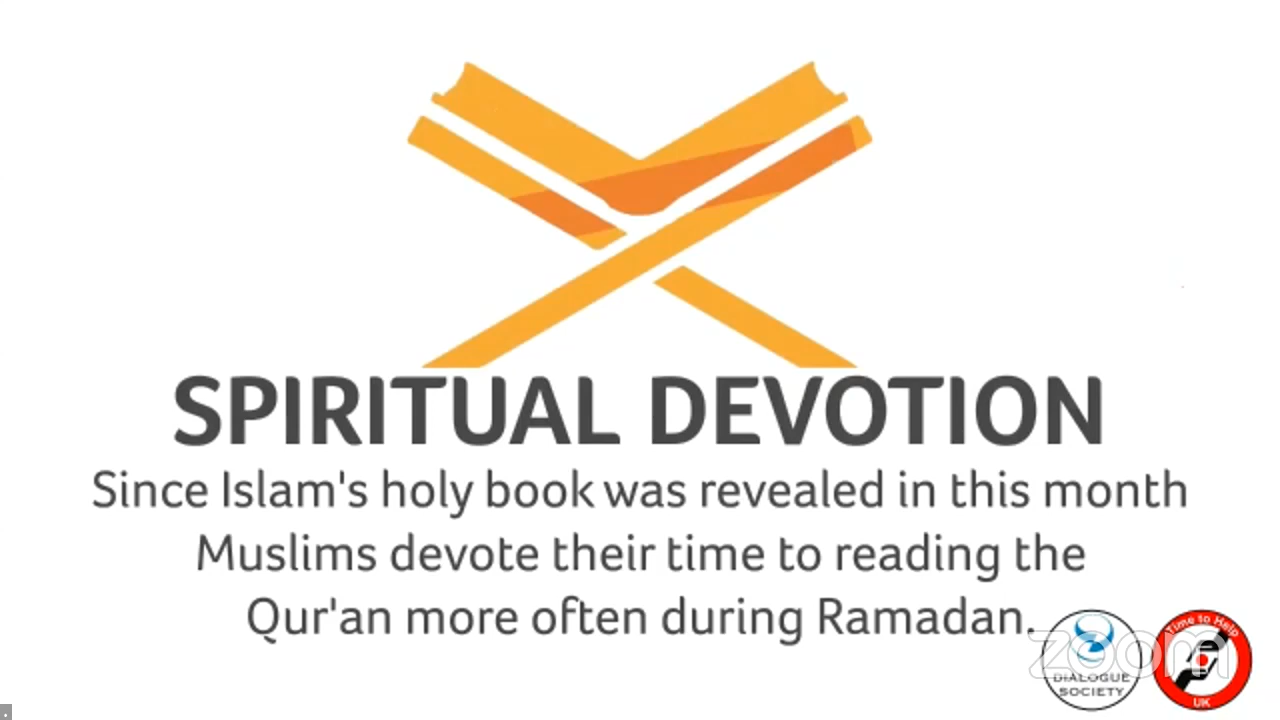 SPIRITUAL DEVOTION
Since Islam's holy book was revealed in this month
Muslims devote their time to reading the
Qur'an more often during Ramadan.
zoom
DIALOGUE
SOCIETY
Time to Help
UK